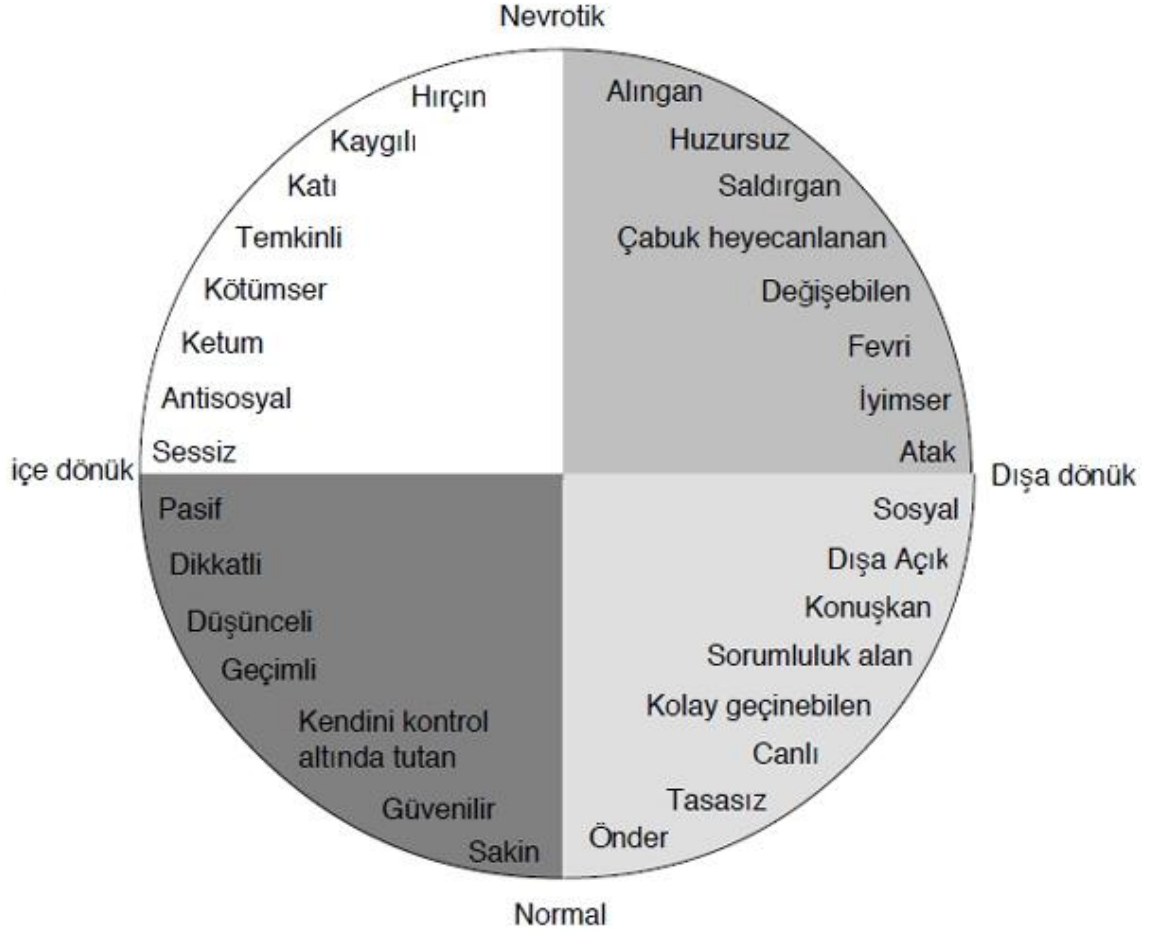 Nevrotik
Hırçın
Kaygılı
Katı
Temkinli
Kötümser
Ketum
Antisosyal
Sessiz
Alıngan
Huzursuz
Saldırgan
Çabuk heyecanlanan
Değişebilen
Fevri
İyimser
Atak
içe dönük
Dışa dönük
Pasif
Dikkatli
Düşünceli
Geçimli
Kendini kontrol
altında tutan
Güvenilir
Sakin
Sosyal
Dışa Açık
Konuşkan
Sorumluluk alan
Kolay geçinebilen
Canlı
Tasasız
Önder
Normal